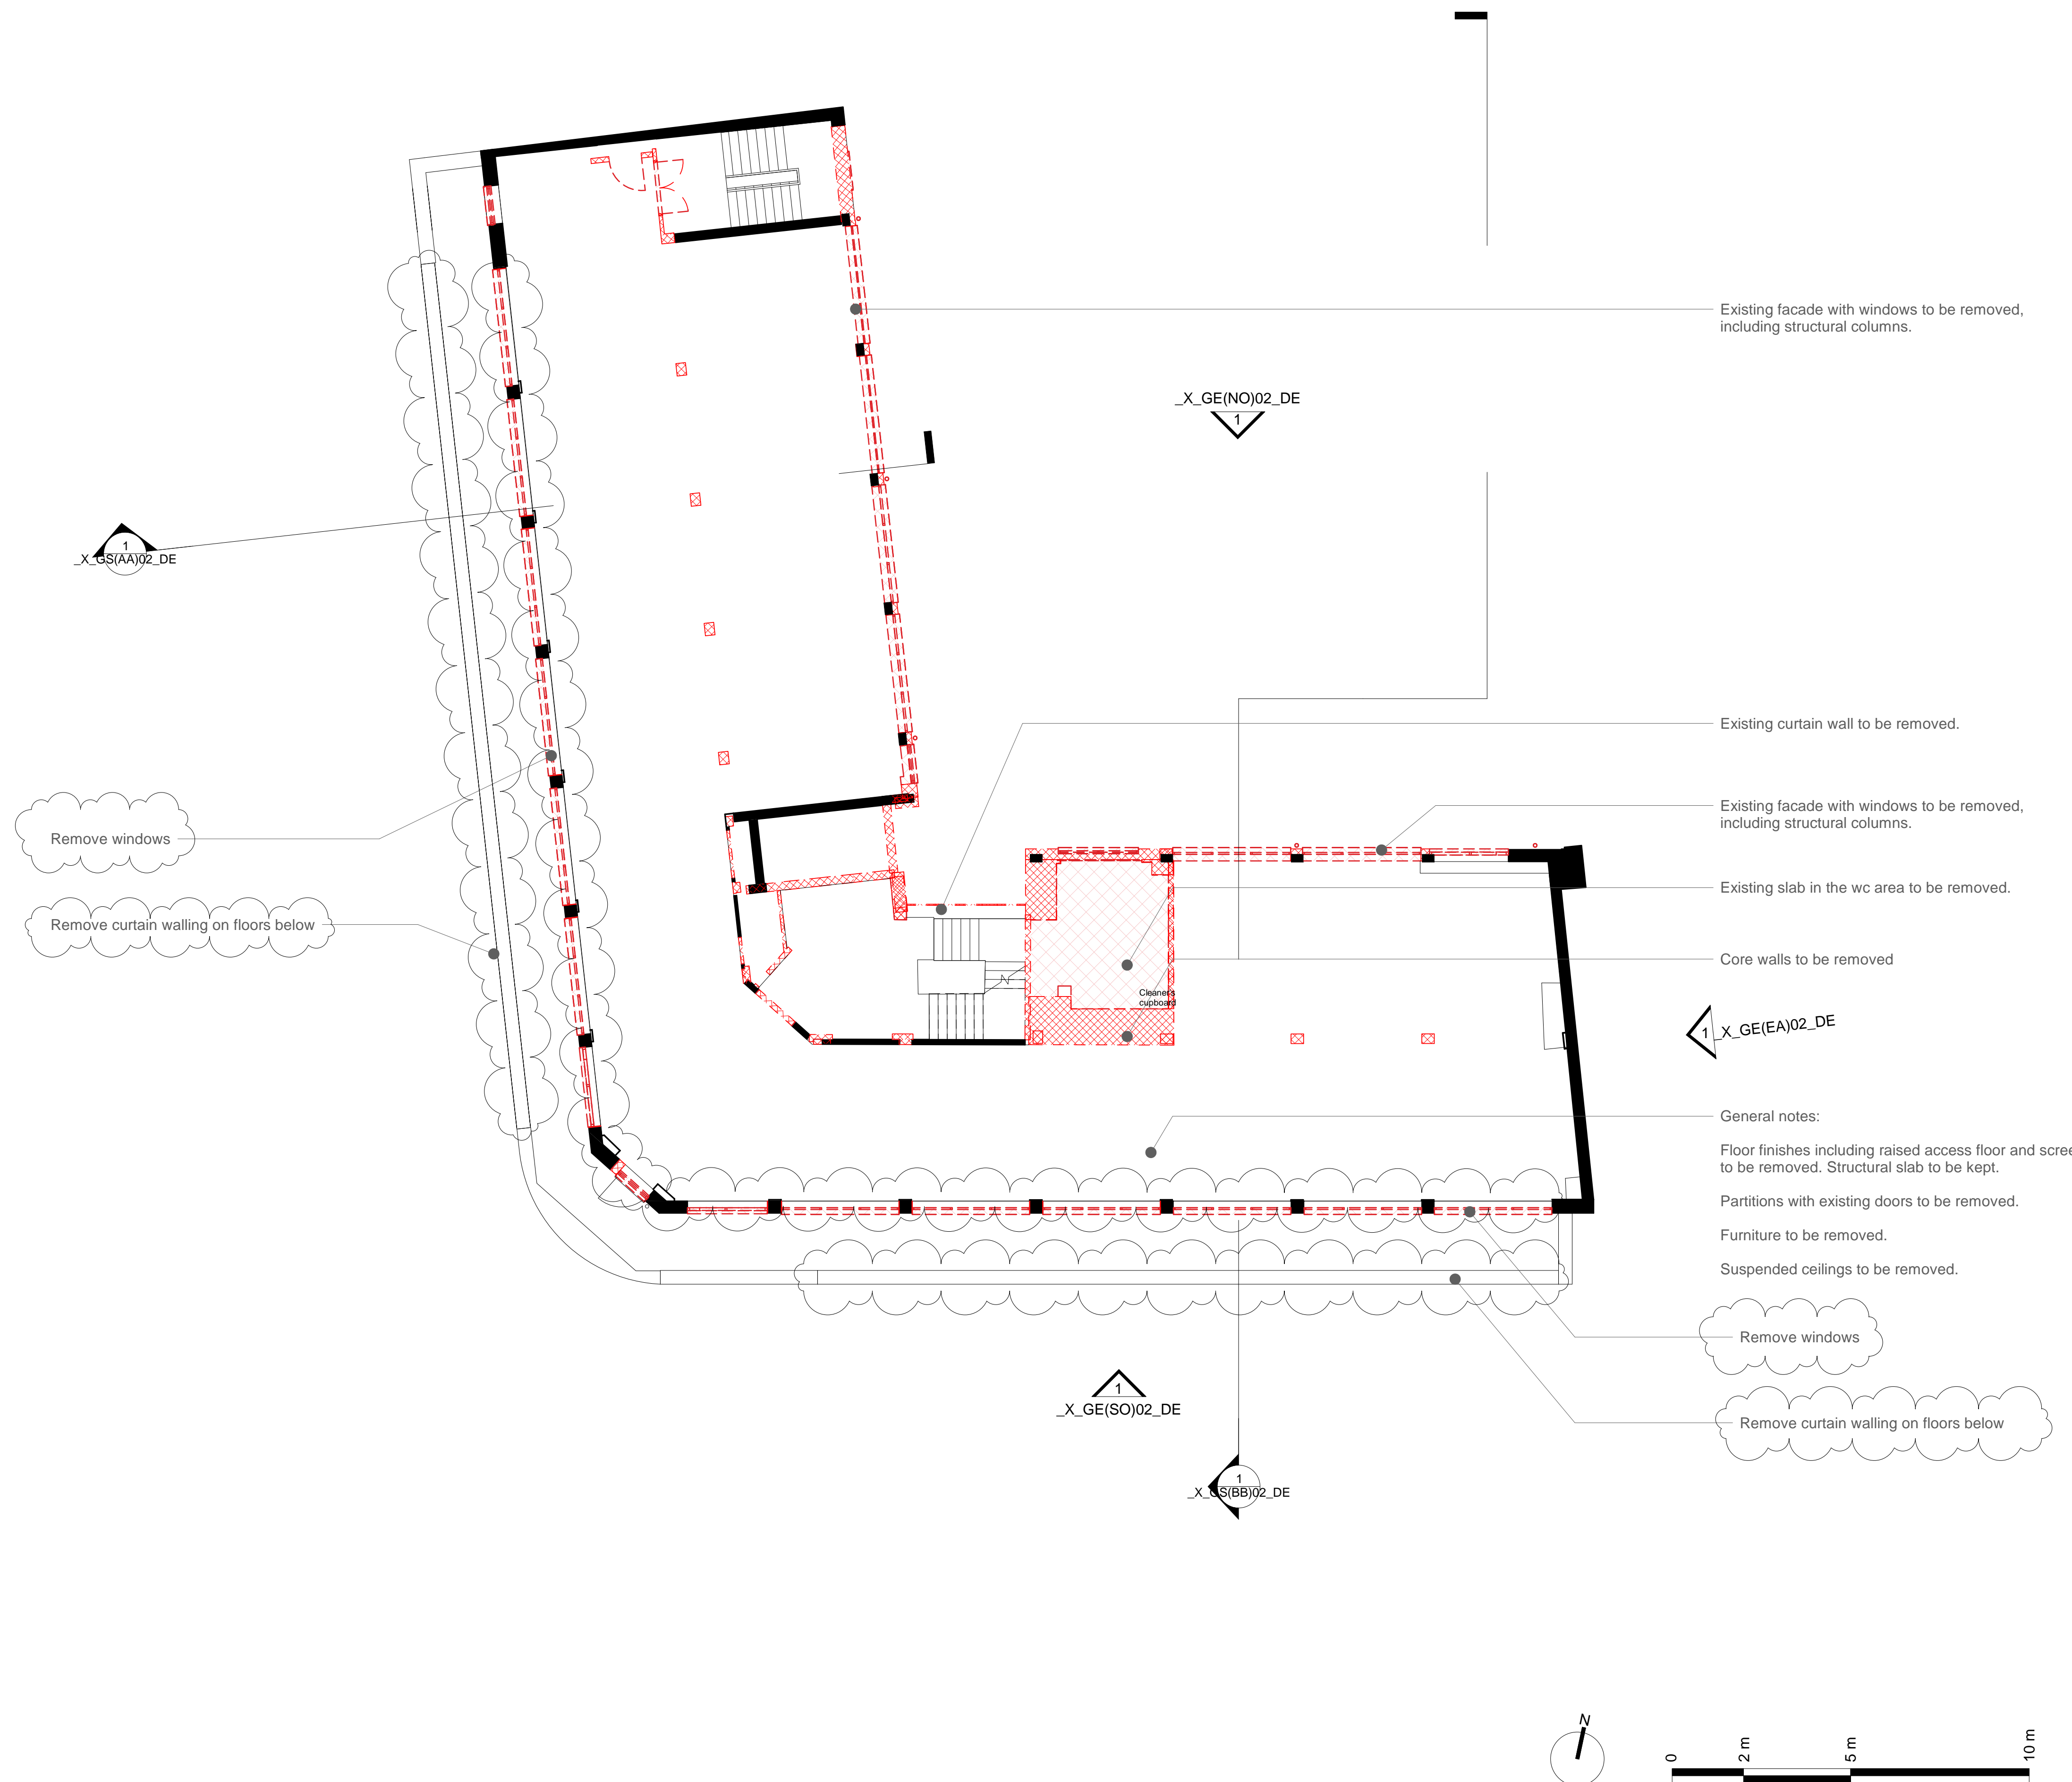 Existing facade with windows to be removed,
including structural columns.
_X_GE(NO)02_DE
1
1
_X_GS(AA)02_DE
Existing curtain wall to be removed.
Existing facade with windows to be removed,
including structural columns.
Remove windows
Existing slab in the wc area to be removed.
Remove curtain walling on floors below
Core walls to be removed
Cleaner's
cupboard
1
_X_GE(EA)02_DE
General notes:
Floor finishes including raised access floor and scree
to be removed. Structural slab to be kept.
Partitions with existing doors to be removed.
Furniture to be removed.
Suspended ceilings to be removed.
Remove windows
1
_X_GE(SO)02_DE
Remove curtain walling on floors below
1
_X_GS(BB)02_DE
N
0
2 m
5 m
10 m